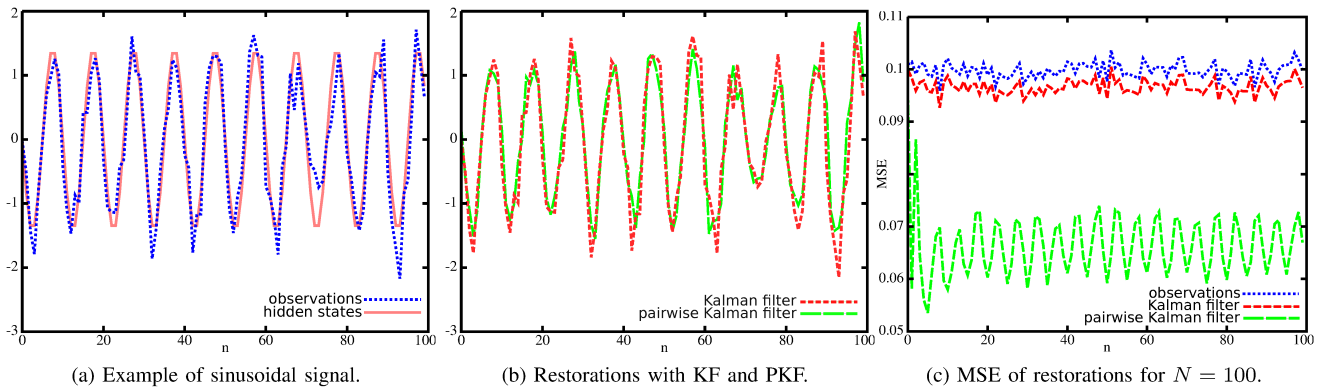 2
1
0
-1
-2
-3
0
20
40
60
80
100
n
observations
hidden states
(a) Example of sinusoidal signal.
2
1
0
-1
-2
-3
0
20
40
60
80
100
n
Kalman filter
pairwise Kalman filter
(b) Restorations with KF and PKF.
0.11
0.1
0.09
MSE
0.07
0.06
0.05
0
20
40
60
80
100
n
observations
Kalman filter
pairwise Kalman filter
(c) MSE of restorations for N = 100.